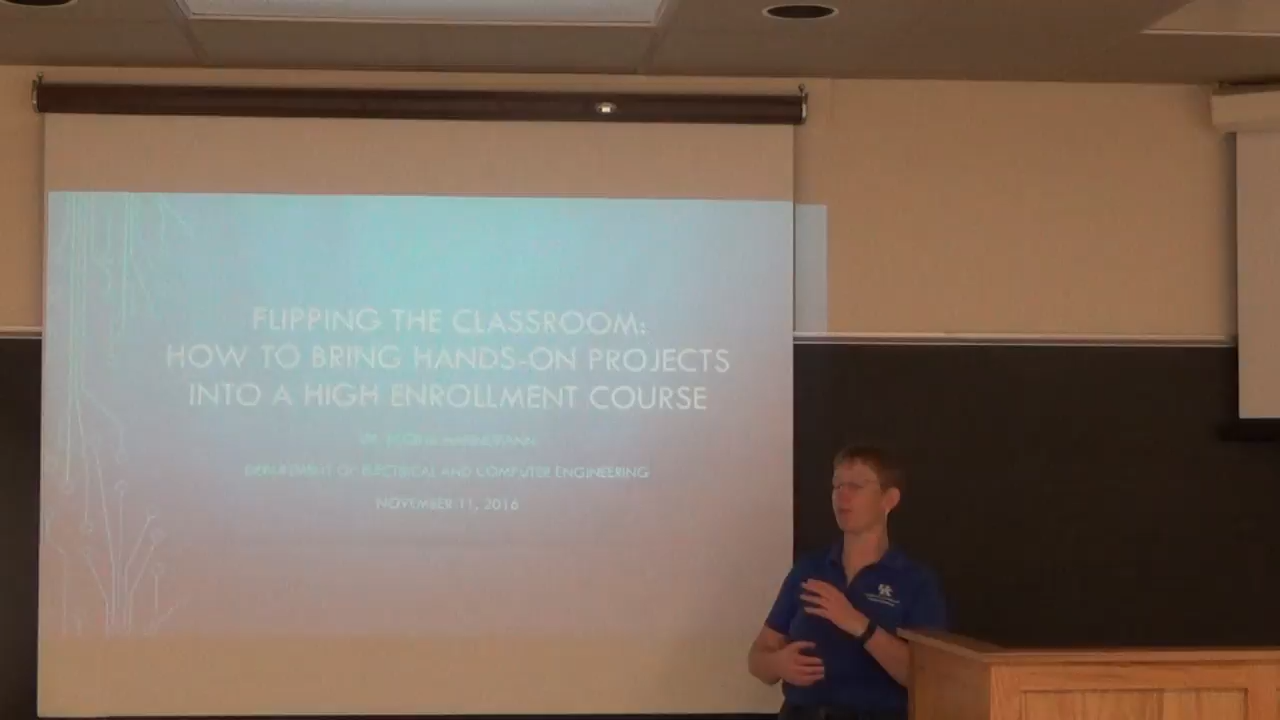 FLIPPING THE CLASSROOM:
HOW TO BRING HANDS-ON PROJECTS
INTO A HIGH ENROLLMENT COURSE
DR.
DEPARTMENT OF ELECTRICAL AND COMPUTER ENGINEERING
NOVEMBER 11, 2016